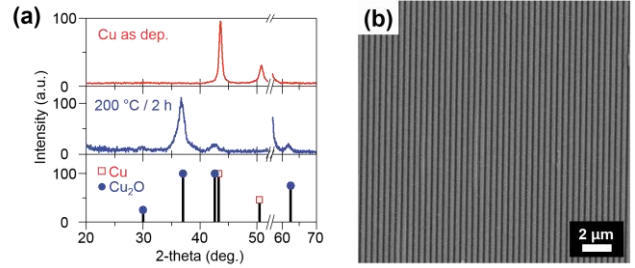 (a)
100
Cu as dep.
0
100
200 °C / 2 h
0
100
Cu
Cu₂O
0
20 30 40 50 60 70
2-theta (deg.)
Intensity (a.u.)
(b)
2 μm